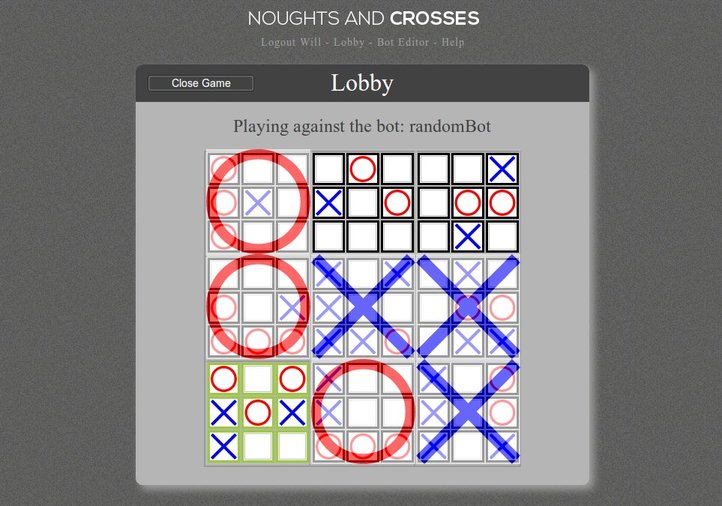 NOUGHTS AND CROSSES
Logout Will - Lobby - Bot Editor - Help
Close Game
Lobby
Playing against the bot: randomBot